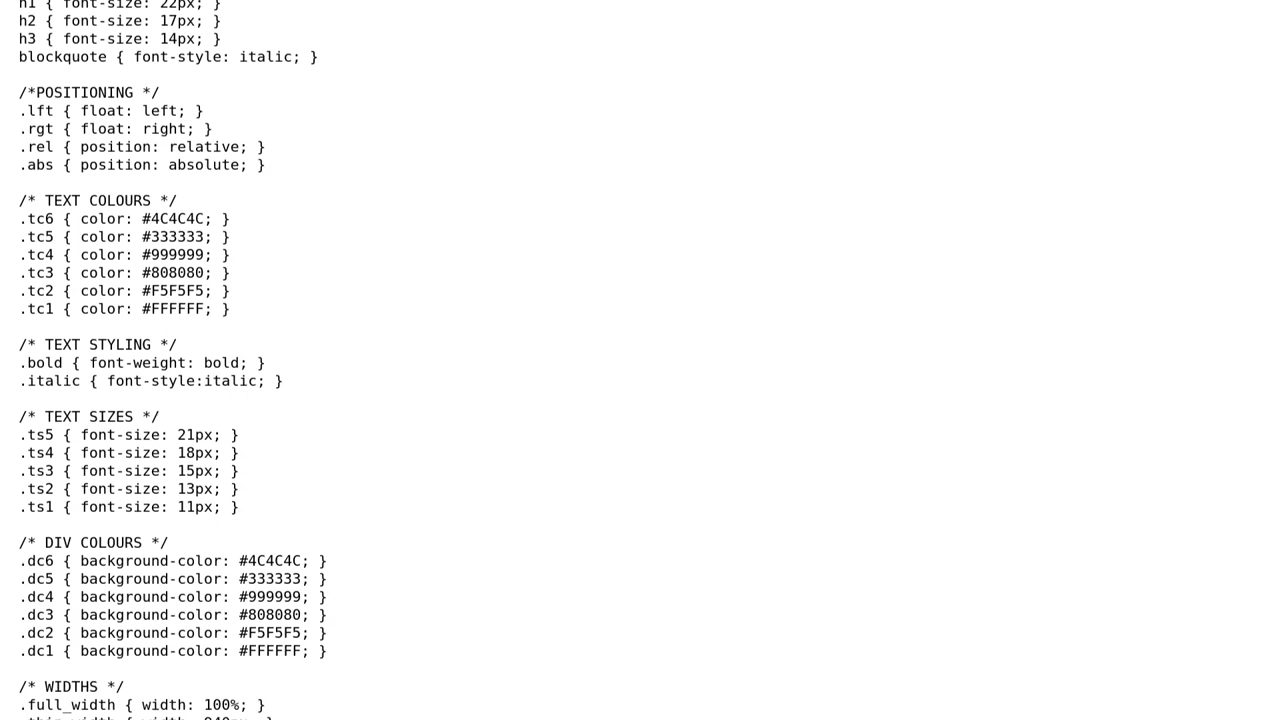 h1 { font-size: 22px; }
h2 { font-size: 17px; }
h3 { font-size: 14px; }
blockquote { font-style: italic; }

/*POSITIONING */
.lft { float: left; }
.rgt { float: right; }
.rel { position: relative; }
.abs { position: absolute; }

/* TEXT COLOURS */
.tc6 { color: #4C4C4C; }
.tc5 { color: #333333; }
.tc4 { color: #999999; }
.tc3 { color: #808080; }
.tc2 { color: #F5F5F5; }
.tc1 { color: #FFFFFF; }

/* TEXT STYLING */
.bold { font-weight: bold; }
.italic { font-style:italic; }

/* TEXT SIZES */
.ts5 { font-size: 21px; }
.ts4 { font-size: 18px; }
.ts3 { font-size: 15px; }
.ts2 { font-size: 13px; }
.ts1 { font-size: 11px; }

/* DIV COLOURS */
.dc6 { background-color: #4C4C4C; }
.dc5 { background-color: #333333; }
.dc4 { background-color: #999999; }
.dc3 { background-color: #808080; }
.dc2 { background-color: #F5F5F5; }
.dc1 { background-color: #FFFFFF; }

/* WIDTHS */
.full_width { width: 100%; }